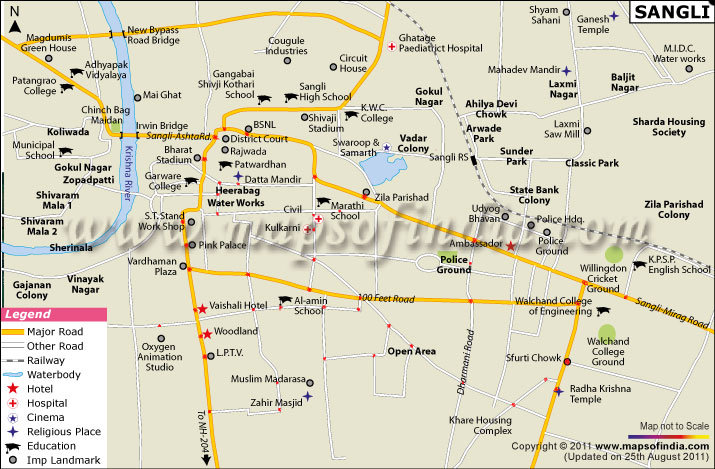 SANGLI
N
Magdumis
Green House
New Bypass
Road Bridge
Cougule
Industries
Circuit
House
Ghatage
Paediatrict Hospital
Shyam
Sahani
Ganesh
Temple
M.I.D.C.
Water works
Adhyapak
Vidyalaya
Patangrao
College
Mai Ghat
Gangabai
Shivji Kothari
School
Sangli
High School
K.W.C.
College
Gokul
Nagar
Mahadev Mandir
Laxmi
Nagar
Baljit
Nagar
Chinch Bag
Maidan
Koliwada
Irwin Bridge
Sangli-AshtaRd.
BSNL
Shivaji
Stadium
Ahilya Devi
Chowk
Arwade
Park
Laxmi
Saw Mill
Sharda Housing
Society
Municipal
School
Bharat
Stadium
District Court
Rajwada
Patwardhan
Swaroop &
Samarth
Vadar
Colony
Sangli RS
Sunder
Park
Classic Park
Gokul Nagar
Zopadpatti
Krishna River
Garware
College
Datta Mandir
Heerabag
Water Works
Zila Parishad
State Bank
Colony
Shivaram
Mala 1
Shivaram
Mala 2
S.T. Stand
Work Shop
Civil
Kulkarni
Marathi
School
Udyog
Bhavan
Police Hdq.
Police
Ground
Zila Parishad
Colony
www.mapsofindia.com
Sherinala
Pink Palace
Ambassador
Police
Ground
Vardhaman
Plaza
Willingdon
Cricket
Ground
K.P.S.P.
English School
Gajanan
Colony
Vinayak
Nagar
Vaishali Hotel
Al-amin
School
100 Feet Road
Walchand College
of Engineering
Sangli-Mirag Road
Legend
Major Road
Other Road
Railway
Waterbody
Hotel
Hospital
Cinema
Religious Place
Education
Imp Landmark
Woodland
Oxygen
Animation
Studio
L.P.T.V.
Open Area
Dharmani Road
Sfurti Chowk
Walchand
College
Ground
Muslim Madarasa
Zahir Masjid
Radha Krishna
Temple
Khare Housing
Complex
To NH-204
Map not to Scale
Copyright © 2011 www.mapsofindia.com
(Updated on 25th August 2011)